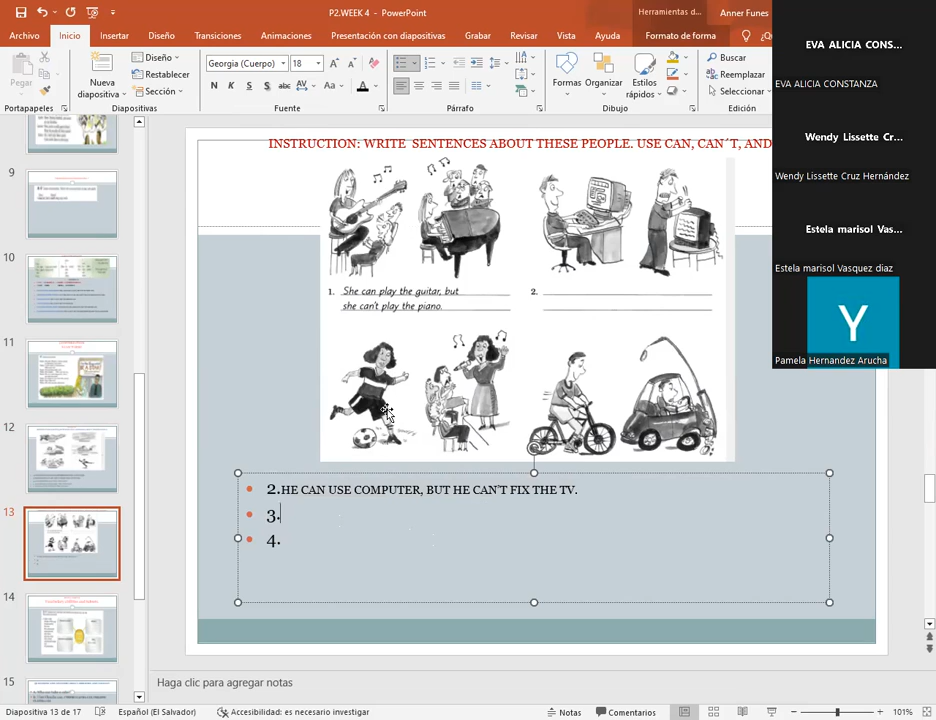 P2.WEEK 4 - PowerPoint
Herramientas d...
Anner Funes
Archivo Inicio Insertar Diseño Transiciones Animaciones Presentación con diapositivas Grabar Revisar Vista Ayuda Formato de forma
Pegar
Nueva diapositiva
Diseño
Restablecer
Sección
Georgia (Cuerpo) 18
N K S S abc AV Aa A
Formas
Organizar
Estilos rápidos
Buscar
Reemplazar
Seleccionar
Portapapeles Diapositivas Fuente Párrafo Dibujo Edición
EVA ALICIA CONS...
EVA ALICIA CONSTANZA
Wendy Lissette Cr...
Wendy Lissette Cruz Hernández
Estela marisol Vas...
Estela marisol Vasquez diaz
Y
Pamela Hernandez Arucha
9
10
11
12
13
14
15
INSTRUCTION: WRITE SENTENCES ABOUT THESE PEOPLE. USE CAN, CAN´T, AND
1. She can play the guitar, but
she can't play the piano.
2.
2.HE CAN USE COMPUTER, BUT HE CAN'T FIX THE TV.
3.
4.
Haga clic para agregar notas
Diapositiva 13 de 17 Español (El Salvador) Accesibilidad: es necesario investigar Notas Comentarios 101%